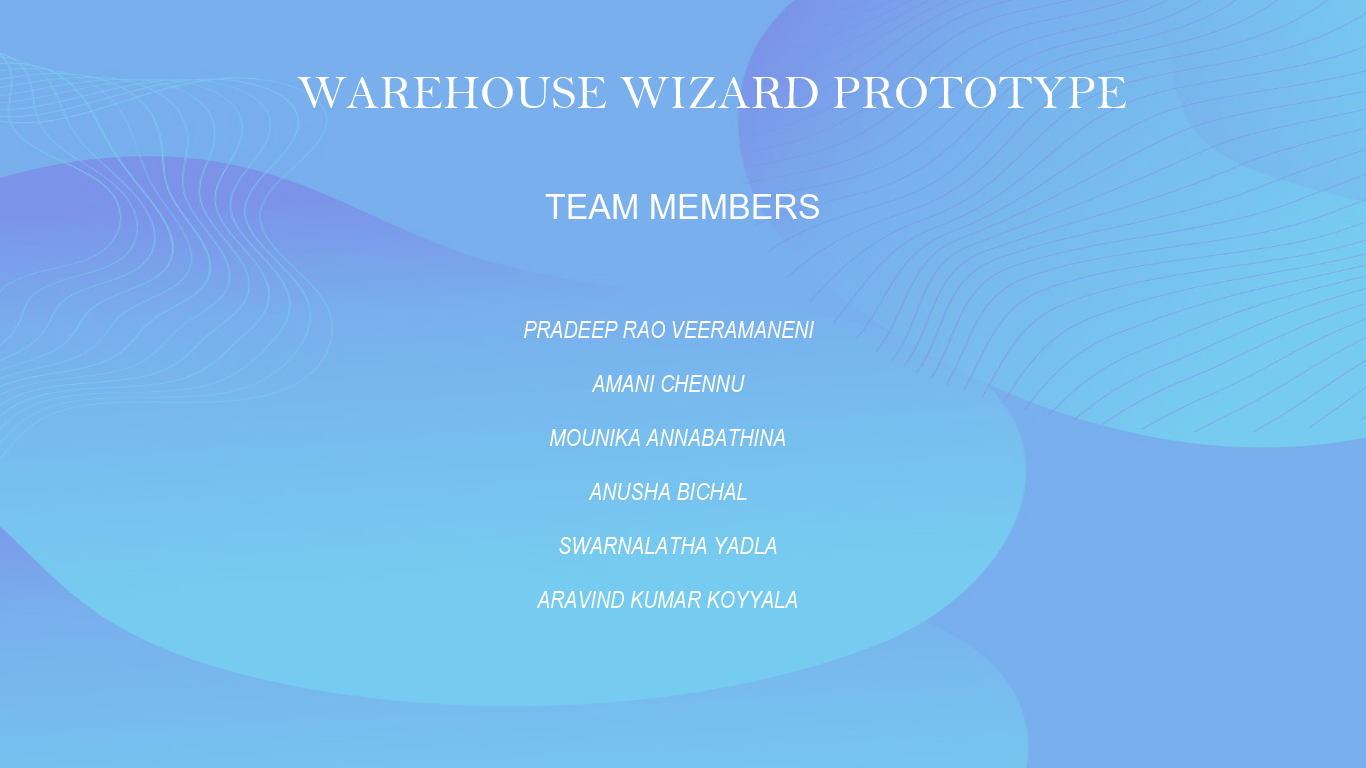 WAREHOUSE WIZARD PROTOTYPE
TEAM MEMBERS
PRADEEP RAO VEERAMANENI
AMANI CHENNU
MOUNIKA ANNABATHINA
ANUSHA BICHAL
SWARNALATHA YADLA
ARAVIND KUMAR KOYYALA